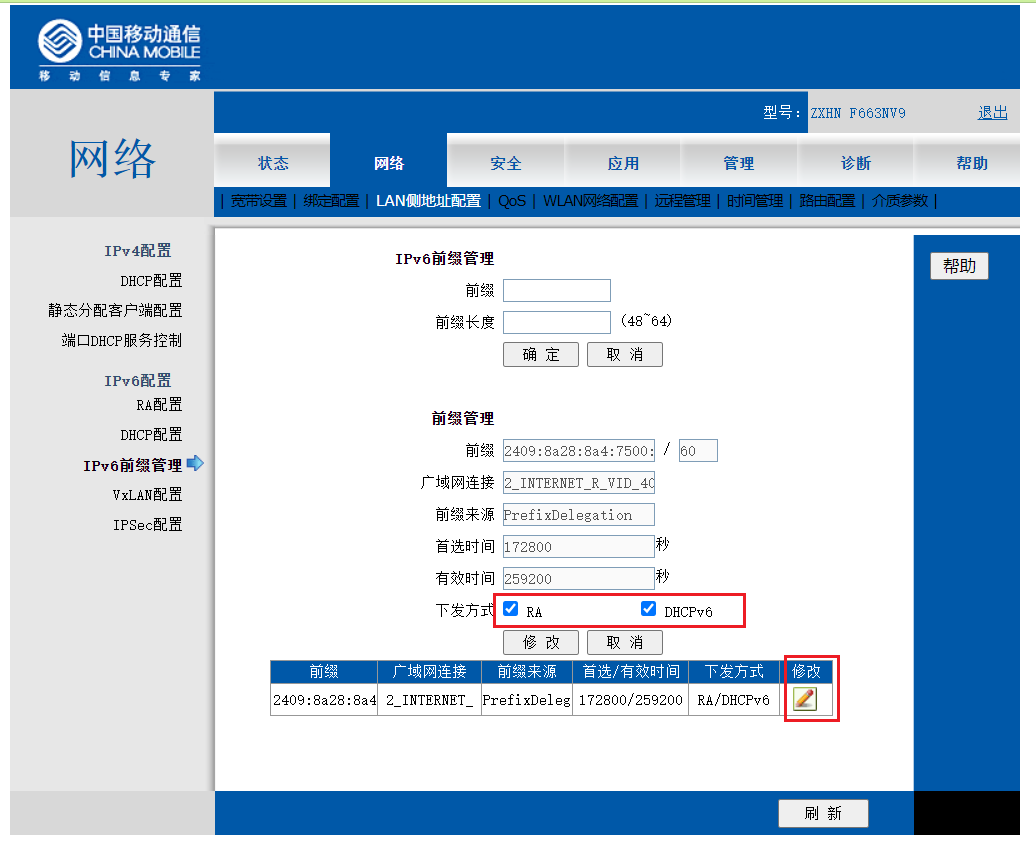 中国移动通信
CHINA MOBILE
移动信息专家
型号： ZXHN F663NV9 退出
网络
状态 网络 安全 应用 管理 诊断 帮助
| 宽带设置 | 绑定配置 | LAN侧地址配置 | QoS | WLAN网络配置 | 远程管理 | 时间管理 | 路由配置 | 介质参数 |
IPv4配置
DHCP配置
静态分配客户端配置
端口DHCP服务控制
IPv6配置
RA配置
DHCP配置
IPv6前缀管理
VxLAN配置
IPSec配置
IPv6前缀管理
前缀
前缀长度 (48~64)
确 定 取 消
前缀管理
前缀 2409:8a28:8a4:7500: / 60
广域网连接 2_INTERNET_R_VID_40
前缀来源 PrefixDelegation
首选时间 172800 秒
有效时间 259200 秒
下发方式 RA DHCPv6
修 改 取 消
前缀 广域网连接 前缀来源 首选/有效时间 下发方式 修改
2409:8a28:8a4 2_INTERNET_ PrefixDeleg 172800/259200 RA/DHCPv6
帮助
刷 新